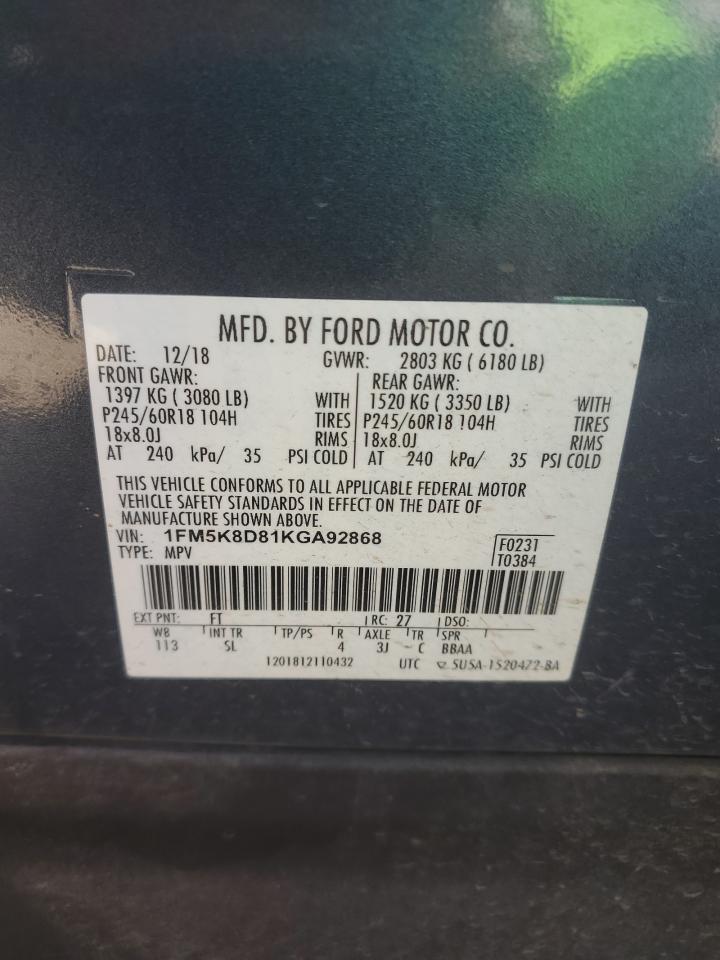 MFD. BY FORD MOTOR CO.
DATE: 12/18 GVWR: 2803 KG ( 6180 LB)
FRONT GAWR: REAR GAWR:
1397 KG ( 3080 LB) WITH 1520 KG ( 3350 LB) WITH
P245/60R18 104H TIRES P245/60R18 104H TIRES
18x8.0J RIMS 18x8.0J RIMS
AT 240 kPa/ 35 PSI COLD AT 240 kPa/ 35 PSI COLD
THIS VEHICLE CONFORMS TO ALL APPLICABLE FEDERAL MOTOR
VEHICLE SAFETY STANDARDS IN EFFECT ON THE DATE OF
MANUFACTURE SHOWN ABOVE.
VIN: 1FM5K8D81KGA92868 F0231
TYPE: MPV T0384
EXT PNT: FT RC: 27 DSO:
WB INT TR TP/PS R AXLE TR SPR
113 SL 4 3J C BBAA
1201812110432 UTC 5U5A-1520472-BA